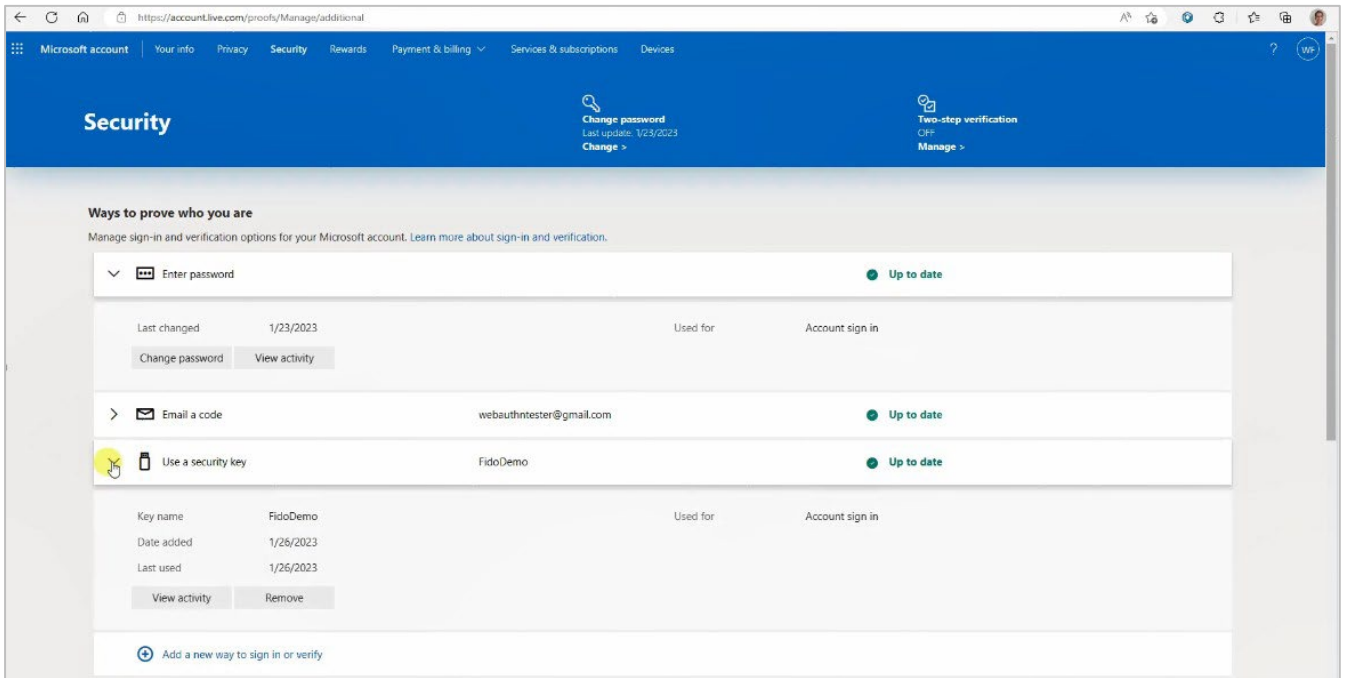 https://account.live.com/proofs/Manage/additional
Microsoft account Your info Privacy Security Rewards Payment & billing Services & subscriptions Devices ? WF
Security
Change password
Last update: 1/23/2023
Change >
Two-step verification
OFF
Manage >
Ways to prove who you are
Manage sign-in and verification options for your Microsoft account. Learn more about sign-in and verification.
Enter password Up to date
Last changed 1/23/2023 Used for Account sign in
Change password View activity
Email a code webauthntester@gmail.com Up to date
Use a security key FidoDemo Up to date
Key name FidoDemo Used for Account sign in
Date added 1/26/2023
Last used 1/26/2023
View activity Remove
Add a new way to sign in or verify